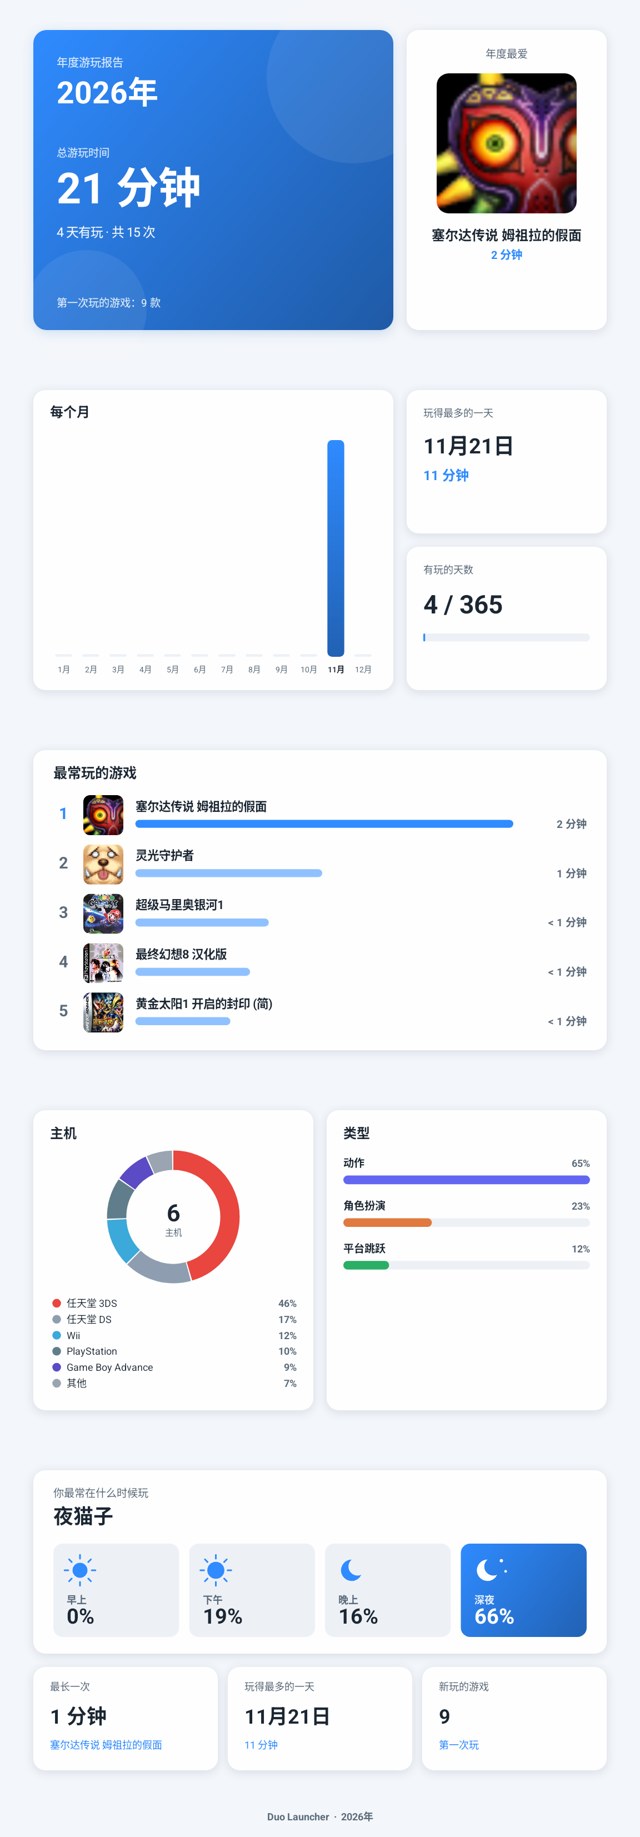 年度游玩报告
2026年
总游玩时间
21 分钟
4 天有玩 · 共 15 次
第一次玩的游戏：9 款
年度最爱
塞尔达传说 姆祖拉的假面
2 分钟
每个月
1月 2月 3月 4月 5月 6月 7月 8月 9月 10月 11月 12月
玩得最多的一天
11月21日
11 分钟
有玩的天数
4 / 365
最常玩的游戏
1 塞尔达传说 姆祖拉的假面 2 分钟
2 灵光守护者 1 分钟
3 超级马里奥银河1 < 1 分钟
4 最终幻想8 汉化版 < 1 分钟
5 黄金太阳1 开启的封印 (简) < 1 分钟
主机
6
主机
任天堂 3DS 46%
任天堂 DS 17%
Wii 12%
PlayStation 10%
Game Boy Advance 9%
其他 7%
类型
动作 65%
角色扮演 23%
平台跳跃 12%
你最常在什么时候玩
夜猫子
早上
0%
下午
19%
晚上
16%
深夜
66%
最长一次
1 分钟
塞尔达传说 姆祖拉的假面
玩得最多的一天
11月21日
11 分钟
新玩的游戏
9
第一次玩
Duo Launcher · 2026年